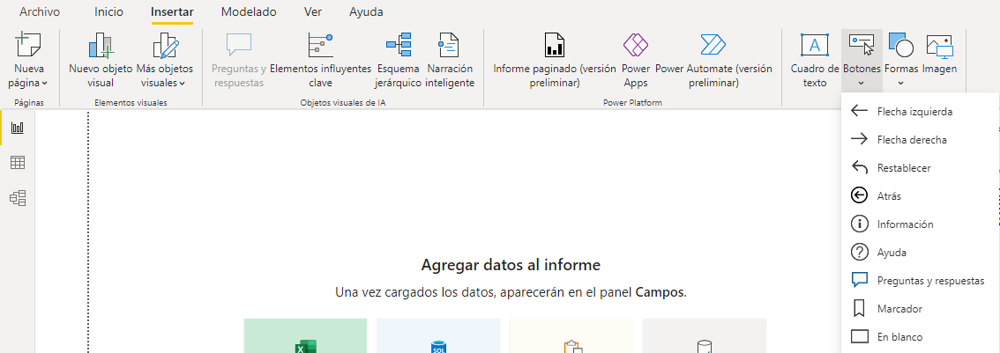 Archivo Inicio Insertar Modelado Ver Ayuda
Nueva página
Nuevo objeto visual
Más objetos visuales
Preguntas y respuestas
Elementos influyentes clave
Esquema jerárquico
Narración inteligente
Informe paginado (versión preliminar)
Power Apps
Power Automate (versión preliminar)
Cuadro de texto
Botones
Formas
Imagen
Páginas
Elementos visuales
Objetos visuales de IA
Power Platform
Flecha izquierda
Flecha derecha
Restablecer
Atrás
Información
Ayuda
Preguntas y respuestas
Marcador
En blanco
Agregar datos al informe
Una vez cargados los datos, aparecerán en el panel Campos.
SQL